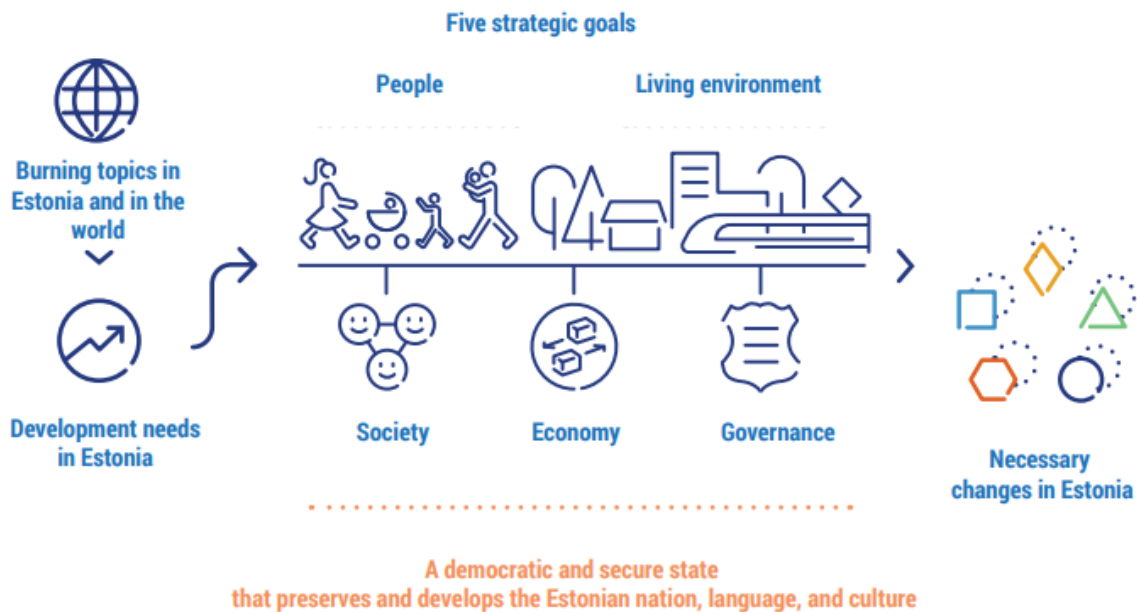 Five strategic goals
People
Living environment
Burning topics in
Estonia and in the
world
Development needs
in Estonia
Society
Economy
Governance
Necessary
changes in Estonia
A democratic and secure state
that preserves and develops the Estonian nation, language, and culture